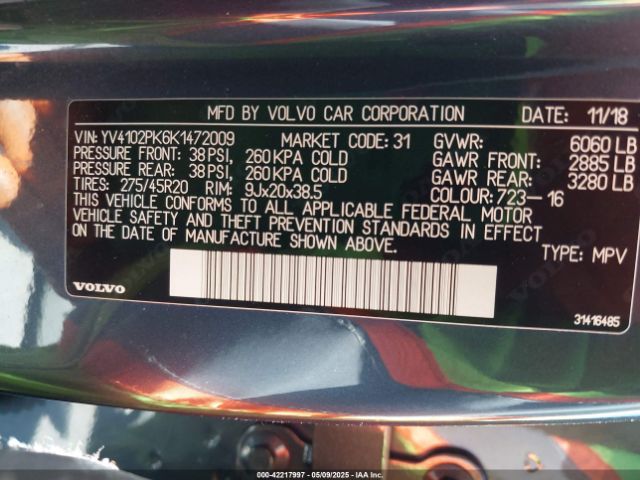 MFD BY VOLVO CAR CORPORATION DATE: 11/18
VIN: YV4102PK6K1472009 MARKET CODE: 31 GVWR: 6060 LB
PRESSURE FRONT: 38 PSI, 260 KPA COLD GAWR FRONT: 2885 LB
PRESSURE REAR: 38 PSI, 260 KPA COLD GAWR REAR: 3280 LB
TIRES: 275/45R20 RIM: 9Jx20x38.5 COLOUR: 723-16
THIS VEHICLE CONFORMS TO ALL APPLICABLE FEDERAL MOTOR
VEHICLE SAFETY AND THEFT PREVENTION STANDARDS IN EFFECT
ON THE DATE OF MANUFACTURE SHOWN ABOVE. TYPE: MPV
VOLVO
31416485
000-42217997 - 05/09/2025 - IAA Inc.